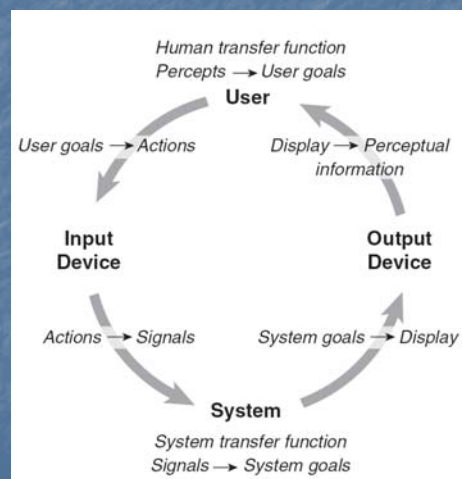 Human transfer function
Percepts → User goals
User
User goals → Actions
Display → Perceptual
information
Input
Device
Output
Device
Actions → Signals
System goals → Display
System
System transfer function
Signals → System goals